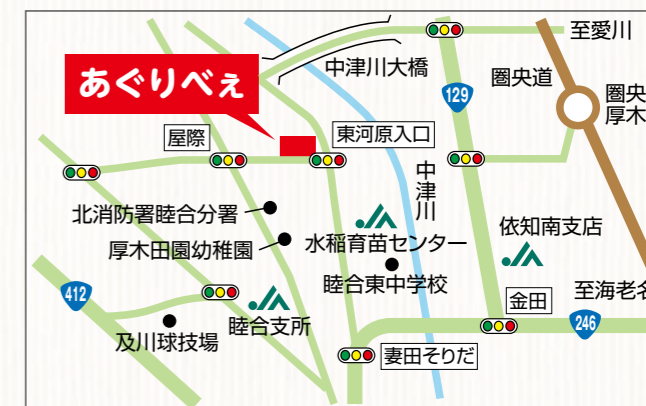 至愛川
中津川大橋
圏央道
圏央
厚木
129
あぐりべぇ
屋際
東河原入口
中津川
北消防署睦合分署
厚木田園幼稚園
水稲育苗センター
依知南支店
睦合東中学校
412
睦合支所
及川球技場
金田
至海老名
246
妻田そりだ